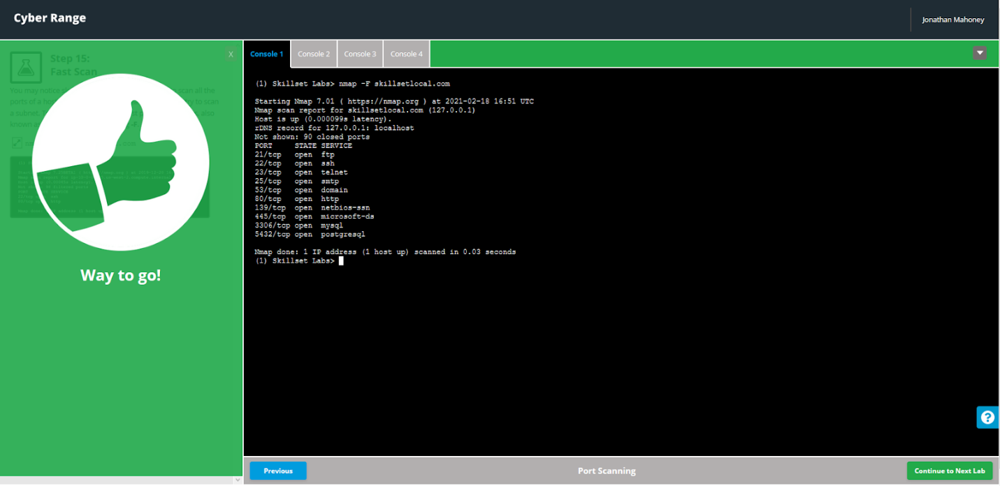 Cyber Range
Jonathan Mahoney
Step 15:
Fast Scan
X
You may notice
scan all the
ports of a
to scan
a subnet.
also
known
Way to go!
Console 1
Console 2
Console 3
Console 4
(1) Skillset Labs> nmap -F skillsetlocal.com
Starting Nmap 7.01 ( https://nmap.org ) at 2021-02-18 16:51 UTC
Nmap scan report for skillsetlocal.com (127.0.0.1)
Host is up (0.000099s latency).
rDNS record for 127.0.0.1: localhost
Not shown: 90 closed ports
PORT STATE SERVICE
21/tcp open ftp
22/tcp open ssh
23/tcp open telnet
25/tcp open smtp
53/tcp open domain
80/tcp open http
139/tcp open netbios-ssn
445/tcp open microsoft-ds
3306/tcp open mysql
5432/tcp open postgresql
Nmap done: 1 IP address (1 host up) scanned in 0.03 seconds
(1) Skillset Labs>
?
Previous
Port Scanning
Continue to Next Lab